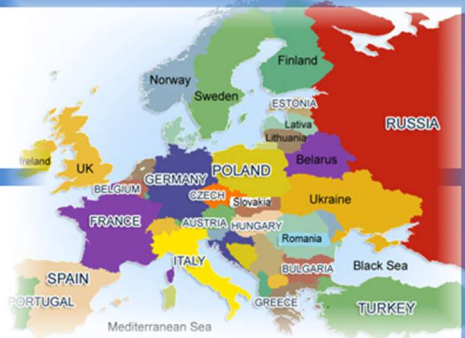 Finland
Norway
Sweden
ESTONIA
Lativa
RUSSIA
Lithuania
Ireland
Belarus
UK
POLAND
GERMANY
BELGIUM
CZECH
Slovakia
Ukraine
FRANCE
AUSTRIA
HUNGARY
Romania
ITALY
Black Sea
BULGARIA
SPAIN
PORTUGAL
GREECE
TURKEY
Mediterranean Sea